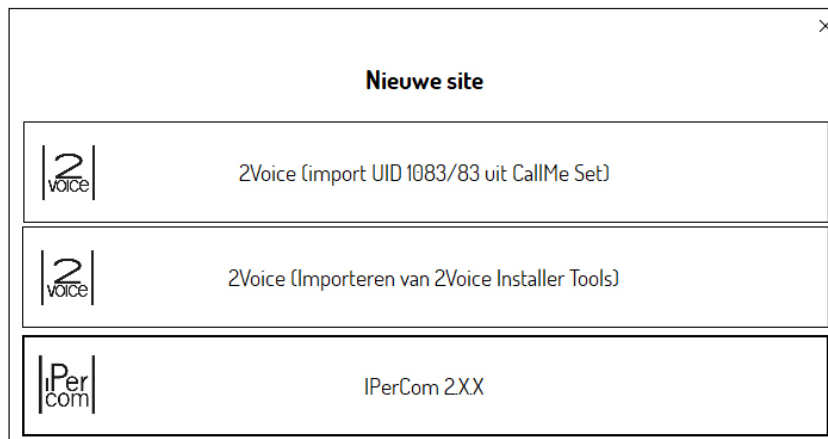 ×
Nieuwe site
2
voice
2Voice (import UID 1083/83 uit CallMe Set)
2
voice
2Voice (Importeren van 2Voice Installer Tools)
IPer
com
IPerCom 2.X.X